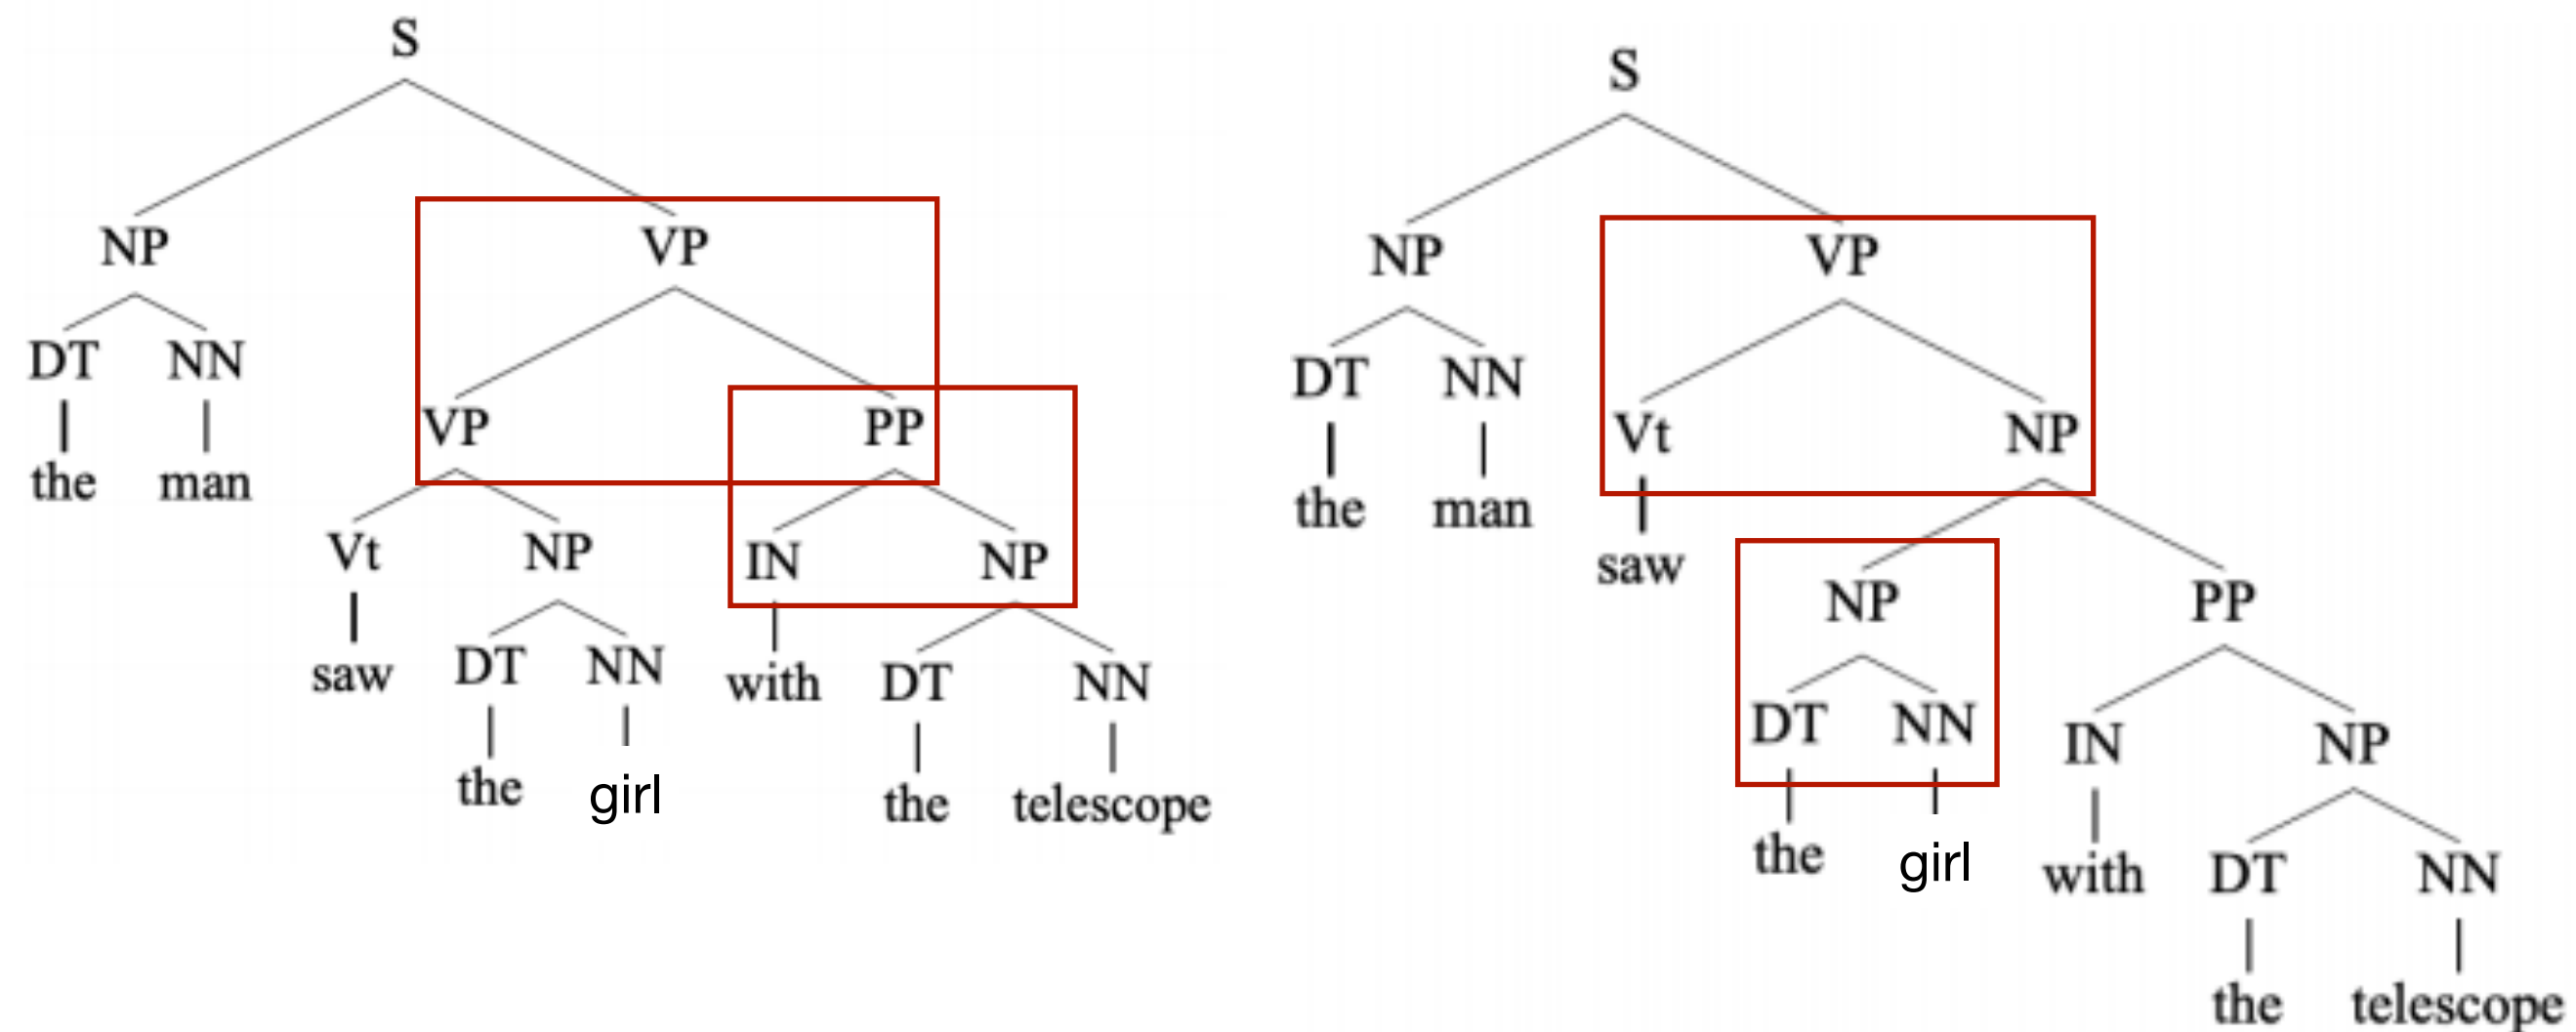 S
NP VP
DT NN
the man
VP PP
Vt NP IN NP
saw DT NN with DT NN
the girl the telescope
S
NP VP
DT NN Vt NP
the man saw
NP PP
DT NN IN NP
the girl with DT NN
the telescope